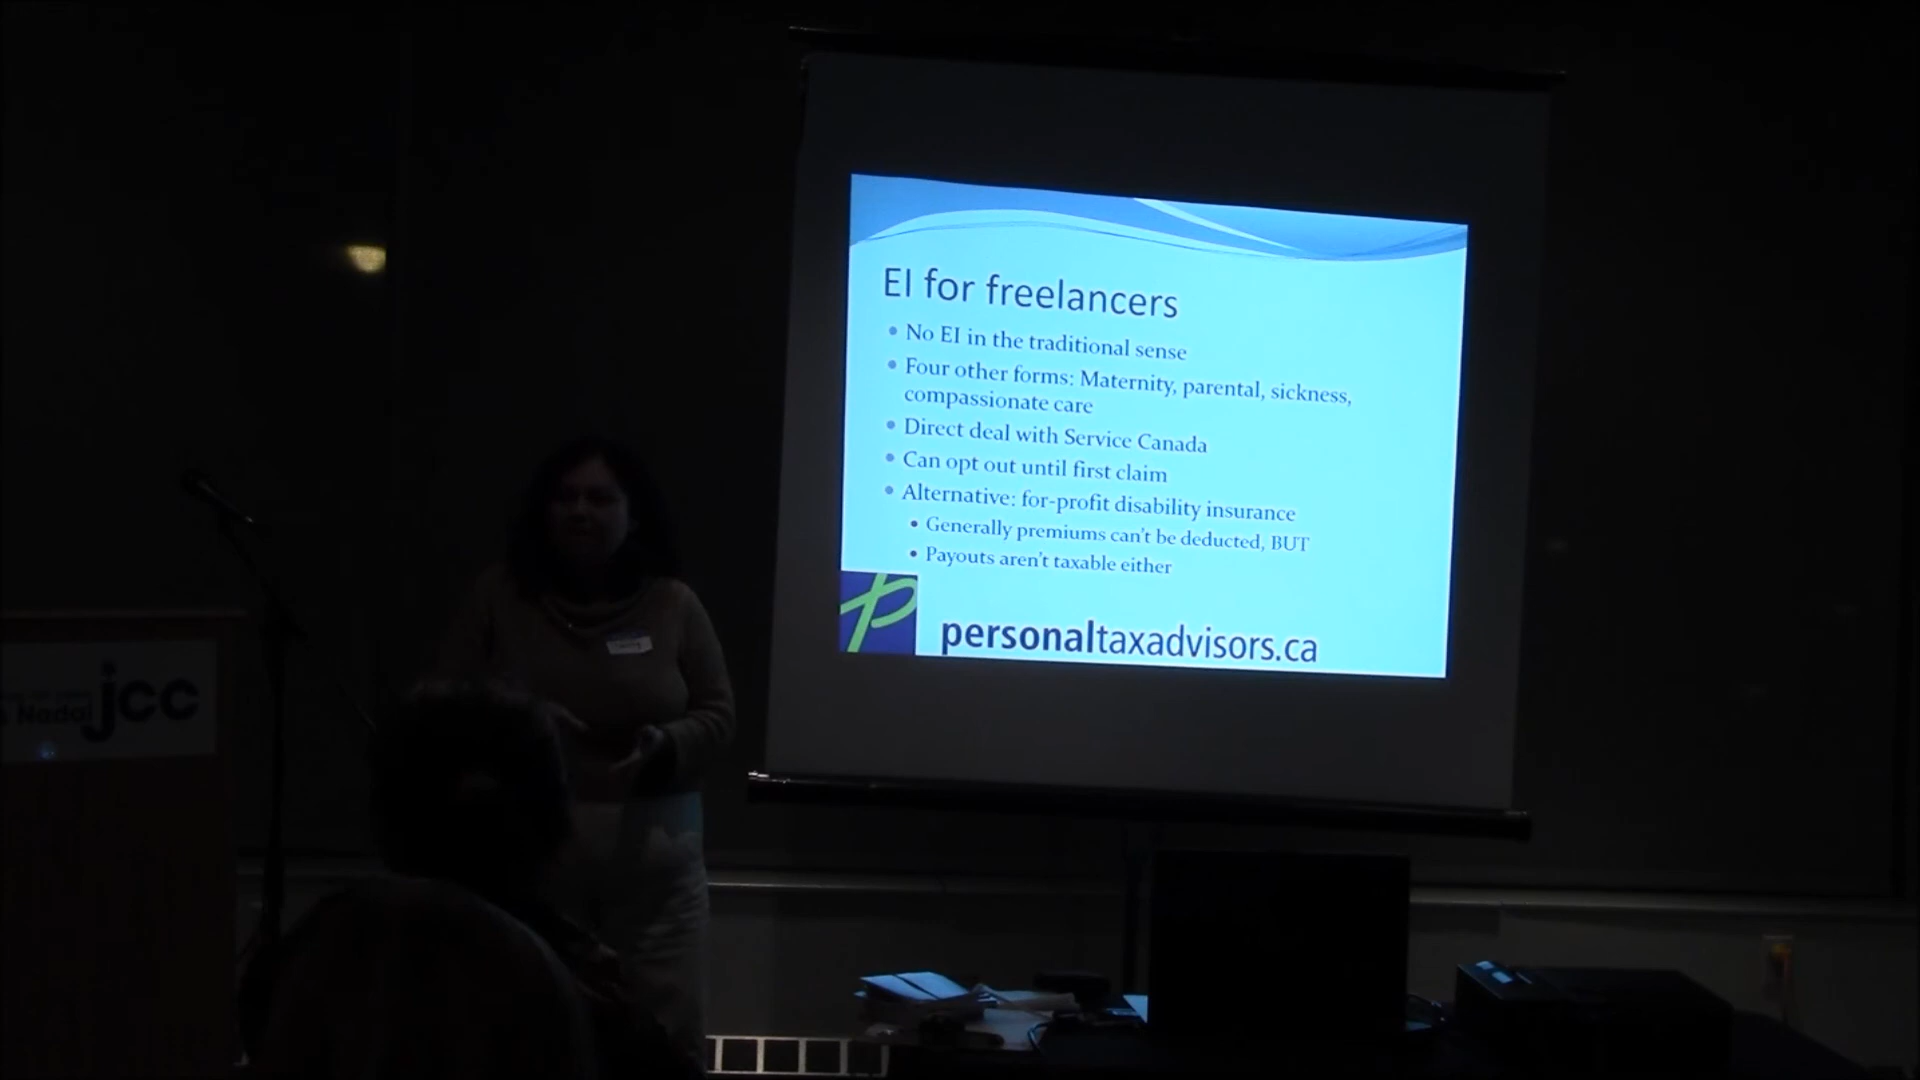 EI for freelancers
• No EI in the traditional sense
• Four other forms: Maternity, parental, sickness,
compassionate care
• Direct deal with Service Canada
• Can opt out until first claim
• Alternative: for-profit disability insurance
• Generally premiums can't be deducted, BUT
• Payouts aren't taxable either
personaltaxadvisors.ca
jcc